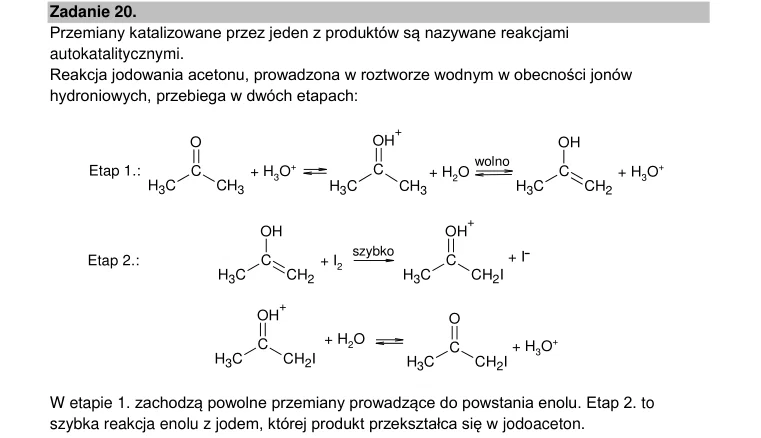 Zadanie 20.
Przemiany katalizowane przez jeden z produktów są nazywane reakcjami
autokatalitycznymi.
Reakcja jodowania acetonu, prowadzona w roztworze wodnym w obecności jonów
hydroniowych, przebiega w dwóch etapach:
Etap 1.: H₃C C O CH₃ + H₃O⁺ ⇌ H₃C C OH⁺ CH₃ + H₂O wolno ⇌ H₃C C OH CH₂ + H₃O⁺
Etap 2.: H₃C C OH CH₂ + I₂ szybko → H₃C C OH⁺ CH₂I + I⁻
H₃C C OH⁺ CH₂I + H₂O ⇌ H₃C C O CH₂I + H₃O⁺
W etapie 1. zachodzą powolne przemiany prowadzące do powstania enolu. Etap 2. to
szybka reakcja enolu z jodem, której produkt przekształca się w jodoaceton.